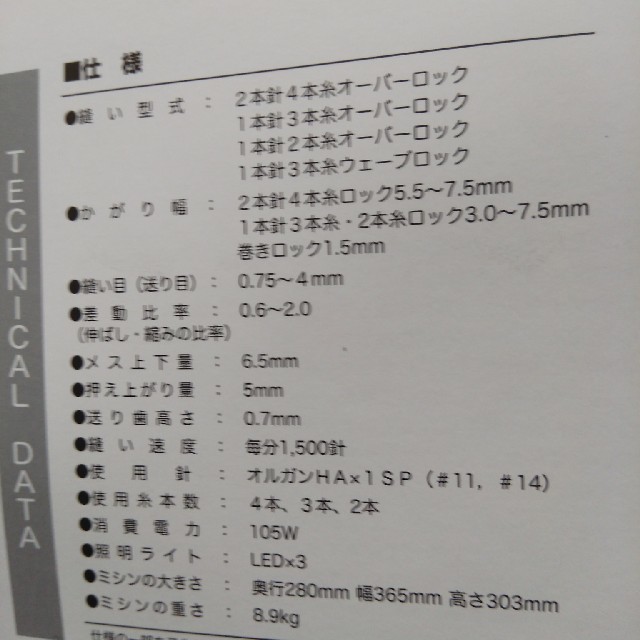 ■仕様
●縫い型式： 2本針4本糸オーバーロック
1本針3本糸オーバーロック
1本針2本糸オーバーロック
1本針3本糸ウェーブロック
●かがり幅： 2本針4本糸ロック5.5～7.5mm
1本針3本糸・2本糸ロック3.0～7.5mm
巻きロック1.5mm
●縫い目（送り目）： 0.75～4mm
●差動比率： 0.6～2.0
（伸ばし・縮みの比率）
●メス上下量： 6.5mm
●押え上がり量： 5mm
●送り歯高さ： 0.7mm
●縫い速度： 毎分1,500針
●使用針： オルガンHA×1SP（#11，#14）
●使用糸本数： 4本、3本、2本
●消費電力： 105W
●照明ライト： LED×3
●ミシンの大きさ： 奥行280mm 幅365mm 高さ303mm
●ミシンの重さ： 8.9kg
TECHNICAL DATA